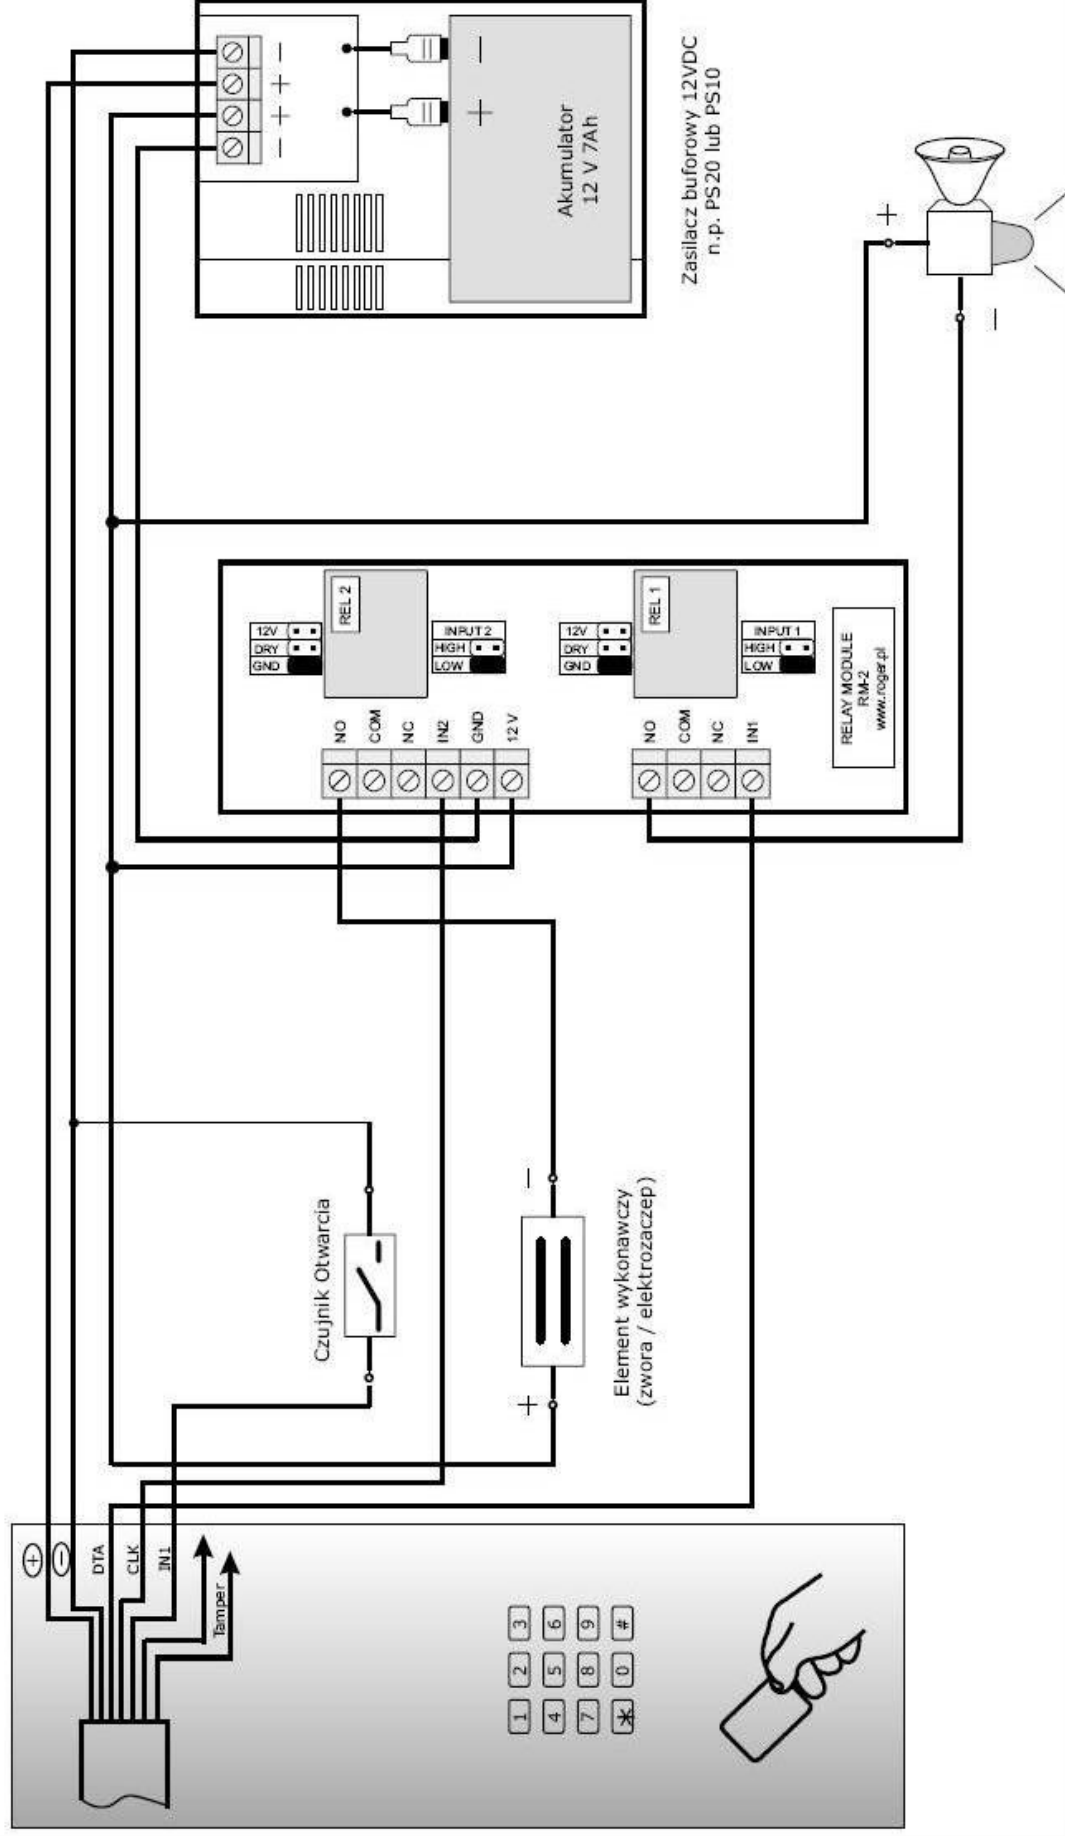 Zasilacz buforowy 12VDC
n.p. PS20 lub PS10
Akumulator
12 V 7Ah
−
+
−
+
+
−
+
−
REL 2
12V
DRY
GND
INPUT 2
HIGH
LOW
NO
COM
NC
IN2
GND
12V
REL 1
12V
DRY
GND
INPUT 1
HIGH
LOW
NO
COM
NC
IN1
RELAY MODULE
RM-2
www.roger.pl
Czujnik Otwarcia
−
+
Element wykonawczy
(zwora / elektrozaczep)
+
−
DTA
CLK
IN1
Tamper
1 2 3
4 5 6
7 8 9
* 0 #